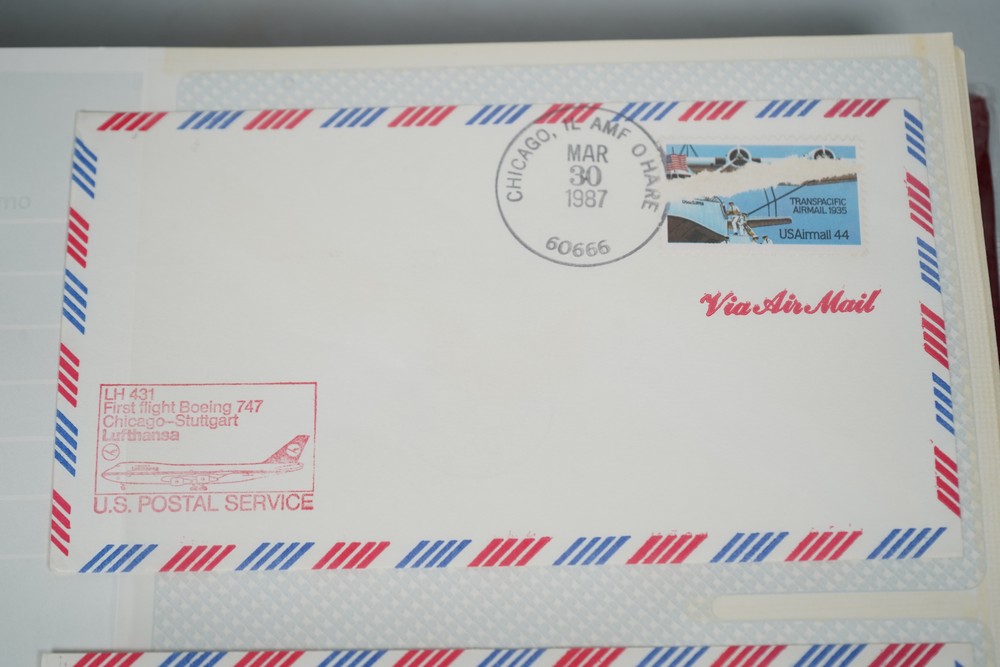 CHICAGO, IL AMF O HARE
MAR
30
1987
60666
TRANSPACIFIC
AIRMAIL 1935
USAirmail 44
Via Air Mail
LH 431
First flight Boeing 747
Chicago-Stuttgart
Lufthansa
U.S. POSTAL SERVICE